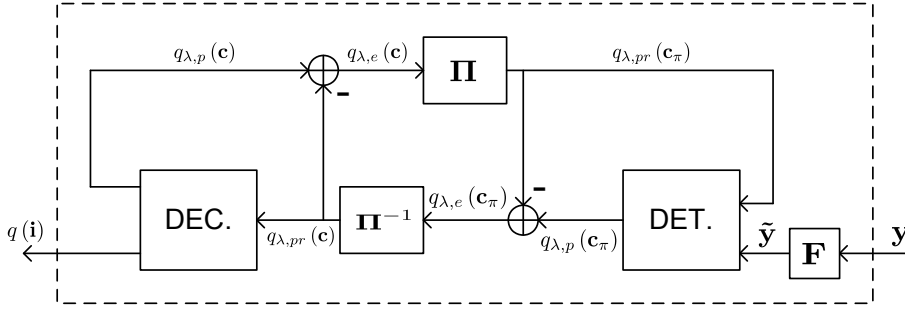 q_{λ,p}(𝐜)
q_{λ,e}(𝐜)
𝚷
q_{λ,pr}(𝐜_π)
-
-
DEC.
𝚷^{−1}
q_{λ,e}(𝐜_π)
DET.
q_{λ,pr}(𝐜)
q_{λ,p}(𝐜_π)
q(𝐢)
𝐲̃
𝐅
𝐲